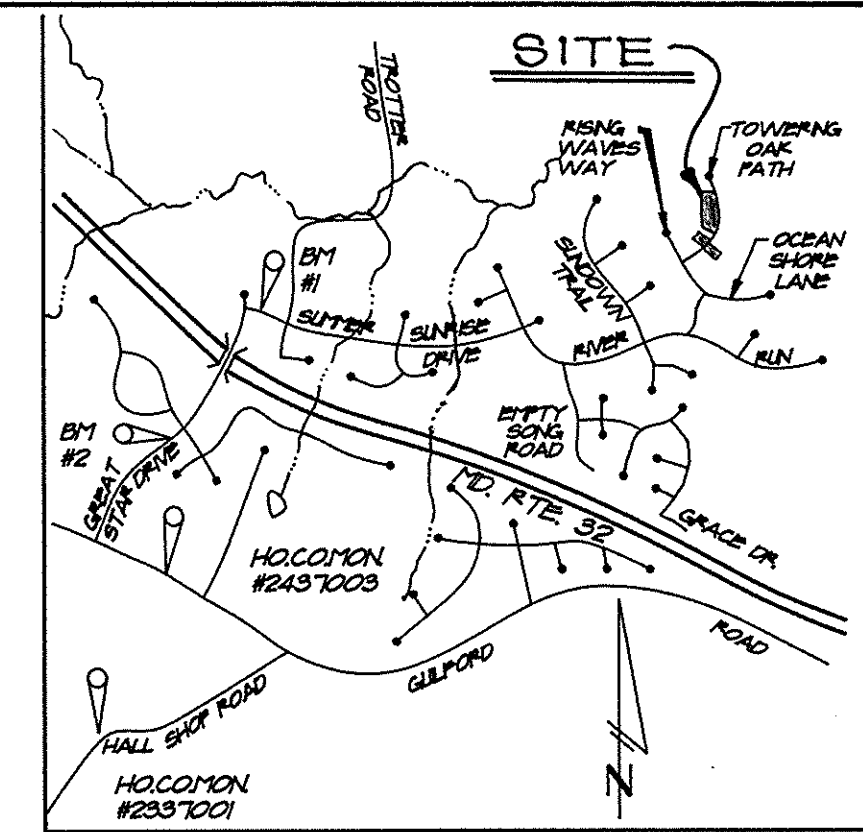 SITE
TROTTER
ROAD
RISNG
WAVES
WAY
TOWERNG
OAK
PATH
OCEAN
SHORE
LANE
SUNDOWN
TRAIL
BM
#1
SUMMER SUNRISE
DRIVE
RIVER RUN
EMPTY
SONG
ROAD
BM
#2
GREAT
STAR DRIVE
MD. RTE. 32
GRACE DR.
HO.CO.MON.
#2437003
GUILFORD ROAD
HALL SHOP ROAD
HO.CO.MON.
#2337001
N